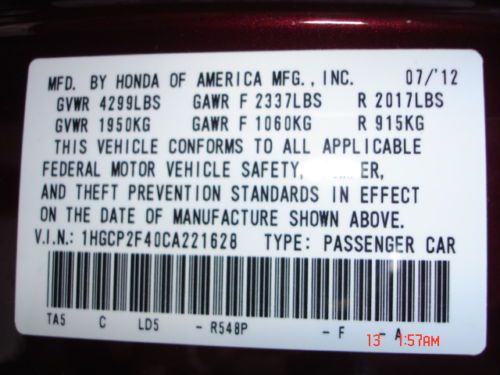 MFD. BY HONDA OF AMERICA MFG., INC. 07/'12
GVWR 4299LBS GAWR F 2337LBS R 2017LBS
GVWR 1950KG GAWR F 1060KG R 915KG
THIS VEHICLE CONFORMS TO ALL APPLICABLE
FEDERAL MOTOR VEHICLE SAFETY,
AND THEFT PREVENTION STANDARDS IN EFFECT
ON THE DATE OF MANUFACTURE SHOWN ABOVE.
V.I.N.: 1HGCP2F40CA221628 TYPE: PASSENGER CAR
TA5 C LD5 - R548P - F - A
13 1:57AM